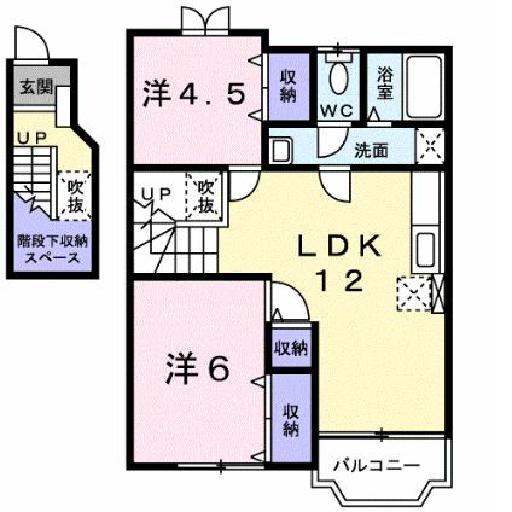 玄関
UP
吹
抜
階段下収納
スペース
洋4.5
収
納
WC
浴
室
洗面
UP
吹
抜
LDK
12
洋6
収納
収
納
バルコニー